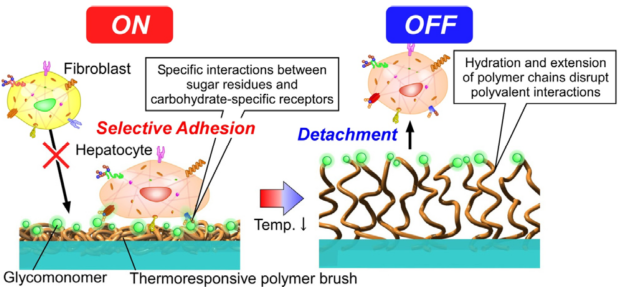 ON
OFF
Fibroblast
Specific interactions between
sugar residues and
carbohydrate-specific receptors
Hydration and extension
of polymer chains disrupt
polyvalent interactions
Selective Adhesion
Detachment
Hepatocyte
Temp.↓
Glycomonomer
Thermoresponsive polymer brush